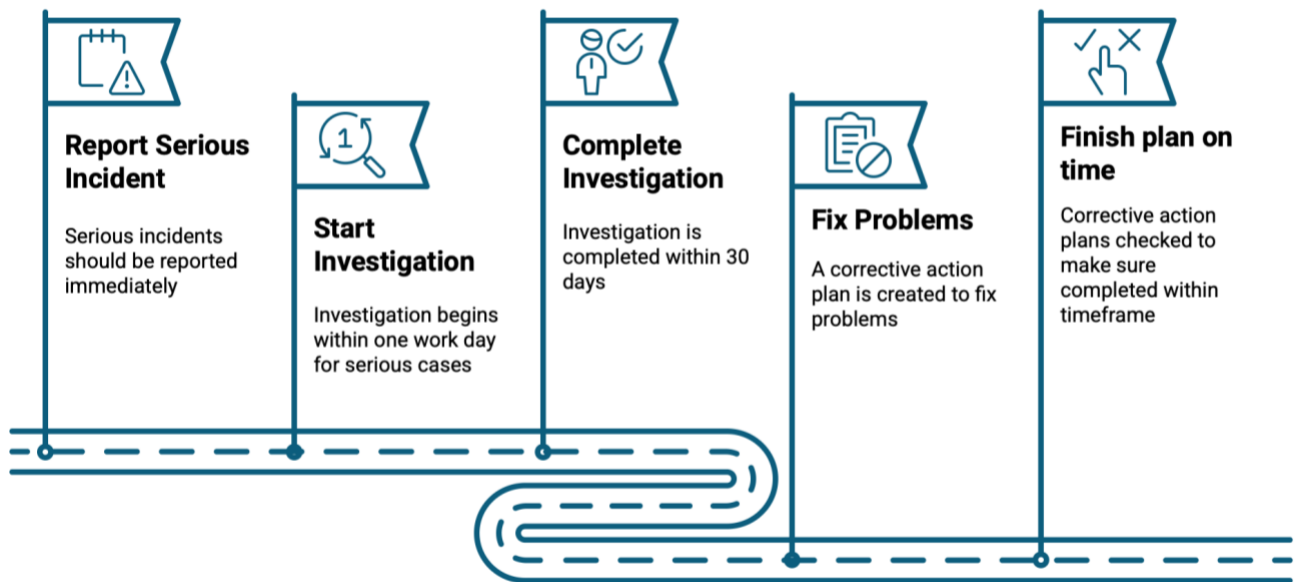 Report Serious
Incident
Serious incidents
should be reported
immediately
1
Start
Investigation
Investigation begins
within one work day
for serious cases
Complete
Investigation
Investigation is
completed within 30
days
Fix Problems
A corrective action
plan is created to fix
problems
Finish plan on
time
Corrective action
plans checked to
make sure
completed within
timeframe